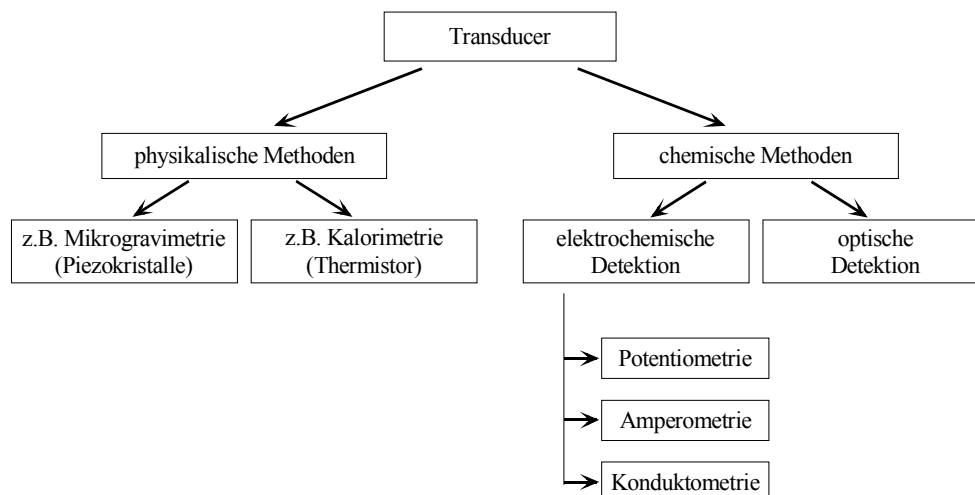 Transducer
physikalische Methoden
chemische Methoden
z.B. Mikrogravimetrie
(Piezokristalle)
z.B. Kalorimetrie
(Thermistor)
elektrochemische
Detektion
optische
Detektion
Potentiometrie
Amperometrie
Konduktometrie